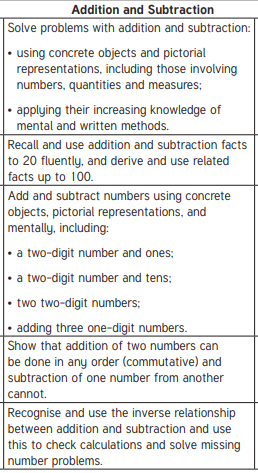 Addition and Subtraction
Solve problems with addition and subtraction:
• using concrete objects and pictorial
representations, including those involving
numbers, quantities and measures;
• applying their increasing knowledge of
mental and written methods.
Recall and use addition and subtraction facts
to 20 fluently, and derive and use related
facts up to 100.
Add and subtract numbers using concrete
objects, pictorial representations, and
mentally, including:
• a two-digit number and ones;
• a two-digit number and tens;
• two two-digit numbers;
• adding three one-digit numbers.
Show that addition of two numbers can
be done in any order (commutative) and
subtraction of one number from another
cannot.
Recognise and use the inverse relationship
between addition and subtraction and use
this to check calculations and solve missing
number problems.